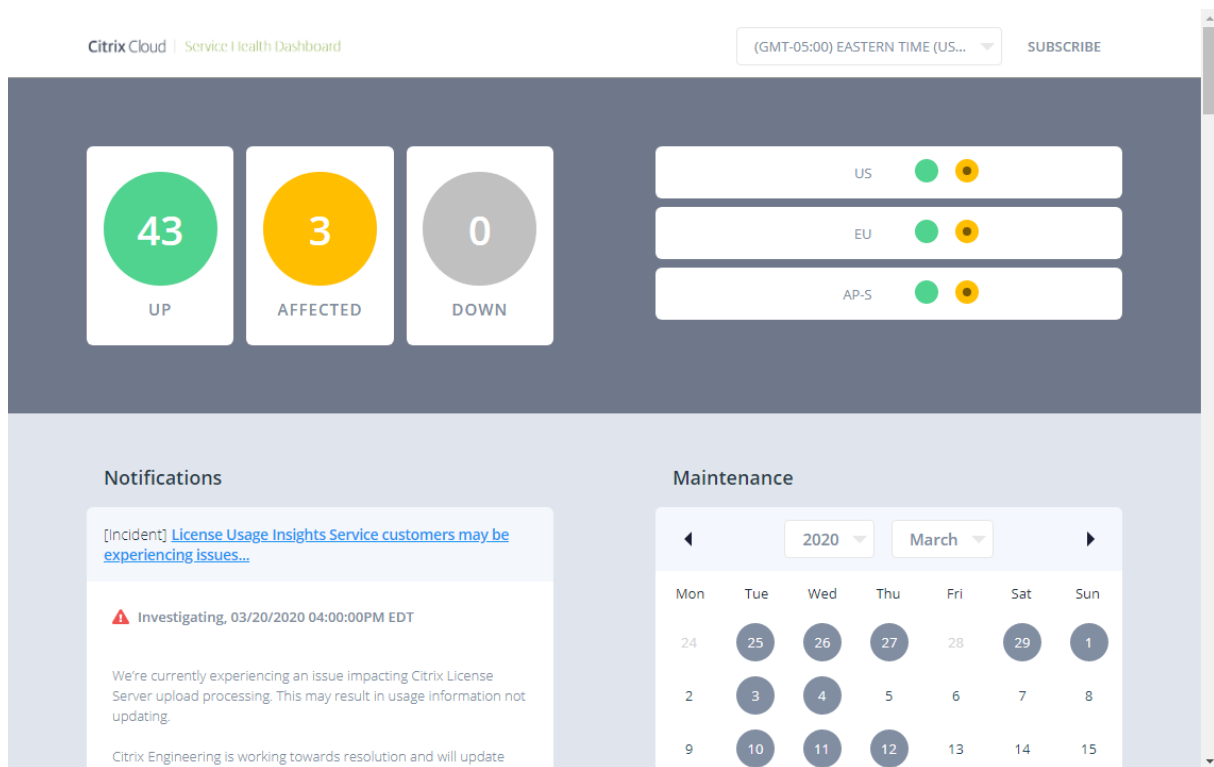 Citrix Cloud | Service Health Dashboard
(GMT-05:00) EASTERN TIME (US...
SUBSCRIBE
43
UP
3
AFFECTED
0
DOWN
US
EU
AP-S
Notifications
[Incident] License Usage Insights Service customers may be
experiencing issues...
Investigating, 03/20/2020 04:00:00PM EDT
We're currently experiencing an issue impacting Citrix License
Server upload processing. This may result in usage information not
updating.
Citrix Engineering is working towards resolution and will update
Maintenance
2020 March
Mon Tue Wed Thu Fri Sat Sun
24 25 26 27 28 29 1
2 3 4 5 6 7 8
9 10 11 12 13 14 15